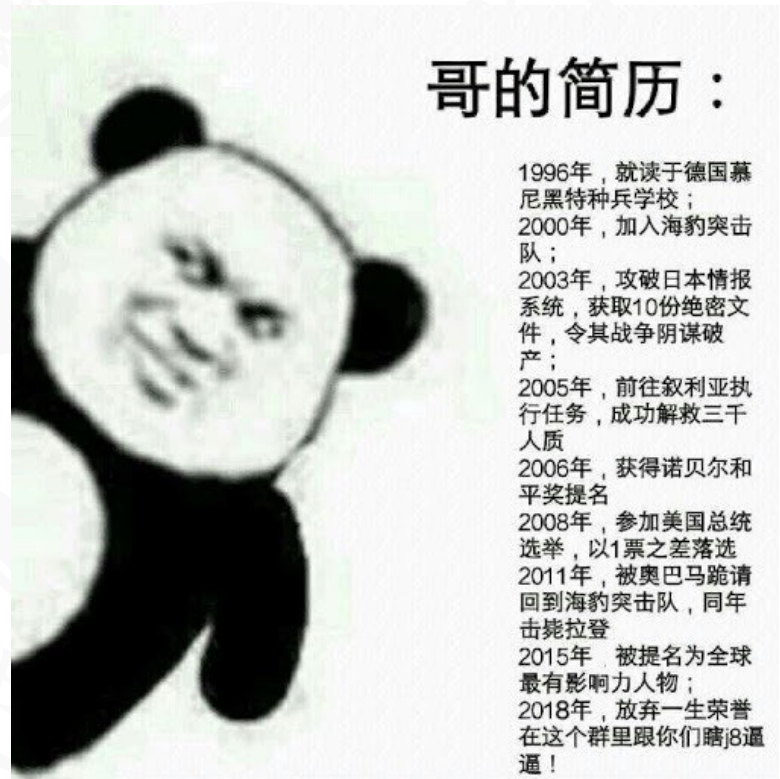 哥的简历：
1996年，就读于德国慕
尼黑特种兵学校；
2000年，加入海豹突击
队；
2003年，攻破日本情报
系统，获取10份绝密文
件，令其战争阴谋破
产；
2005年，前往叙利亚执
行任务，成功解救三千
人质
2006年，获得诺贝尔和
平奖提名
2008年，参加美国总统
选举，以1票之差落选
2011年，被奥巴马跪请
回到海豹突击队，同年
击毙拉登
2015年，被提名为全球
最有影响力人物；
2018年，放弃一生荣誉
在这个群里跟你们瞎j8逼
逼！